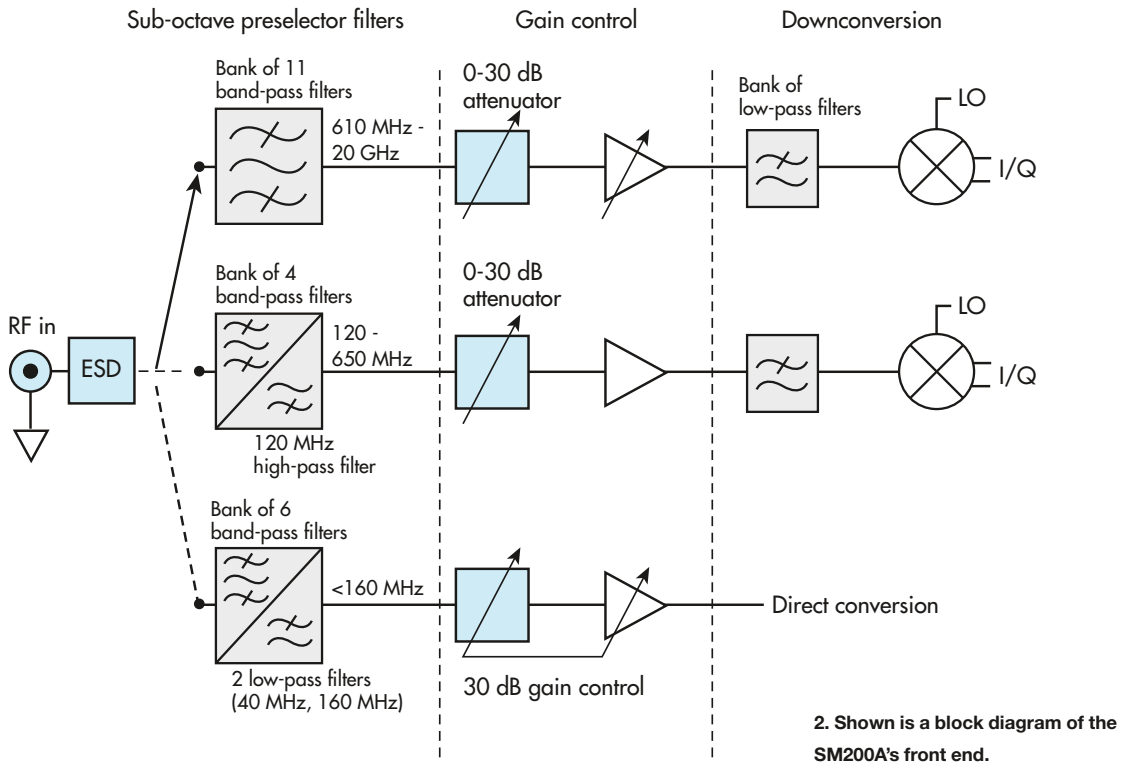 Sub-octave preselector filters
Gain control
Downconversion
Bank of 11
band-pass filters
610 MHz -
20 GHz
0-30 dB
attenuator
Bank of
low-pass filters
LO
I/Q
RF in
ESD
Bank of 4
band-pass filters
120 -
650 MHz
120 MHz
high-pass filter
0-30 dB
attenuator
LO
I/Q
Bank of 6
band-pass filters
<160 MHz
2 low-pass filters
(40 MHz, 160 MHz)
30 dB gain control
Direct conversion
2. Shown is a block diagram of the
SM200A's front end.